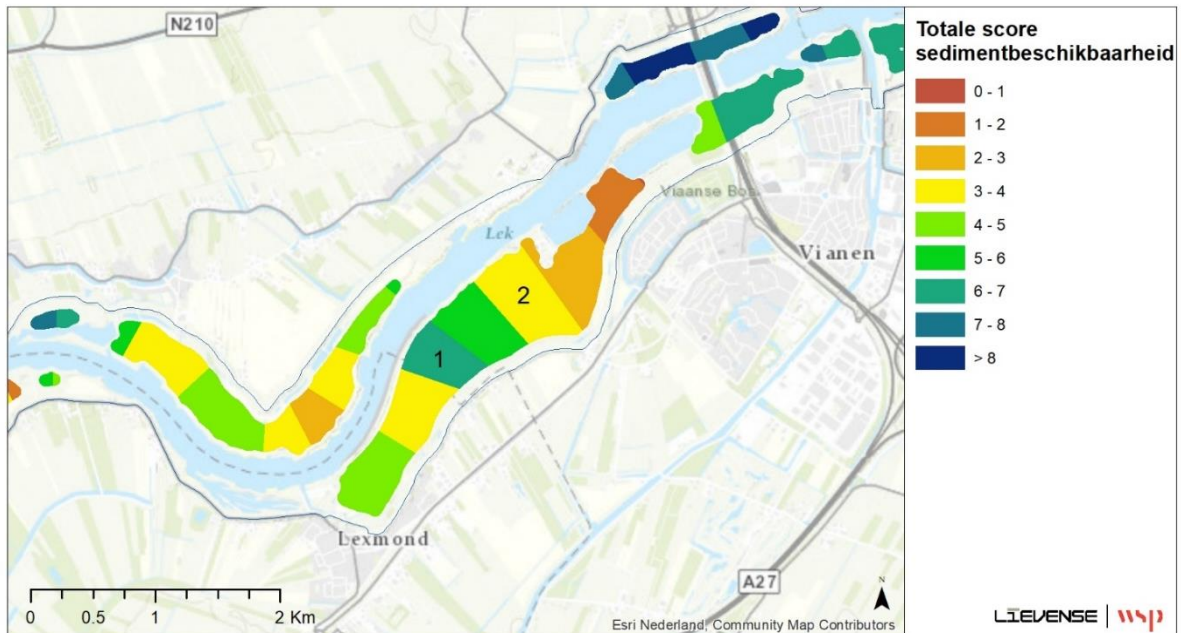 N210
Lek
Viaanse Bos
Vianen
2
1
Lexmond
A27
0 0.5 1 2 Km
N
Esri Nederland, Community Map Contributors
Totale score
sedimentbeschikbaarheid
0 - 1
1 - 2
2 - 3
3 - 4
4 - 5
5 - 6
6 - 7
7 - 8
> 8
LIEVENSE | wsp